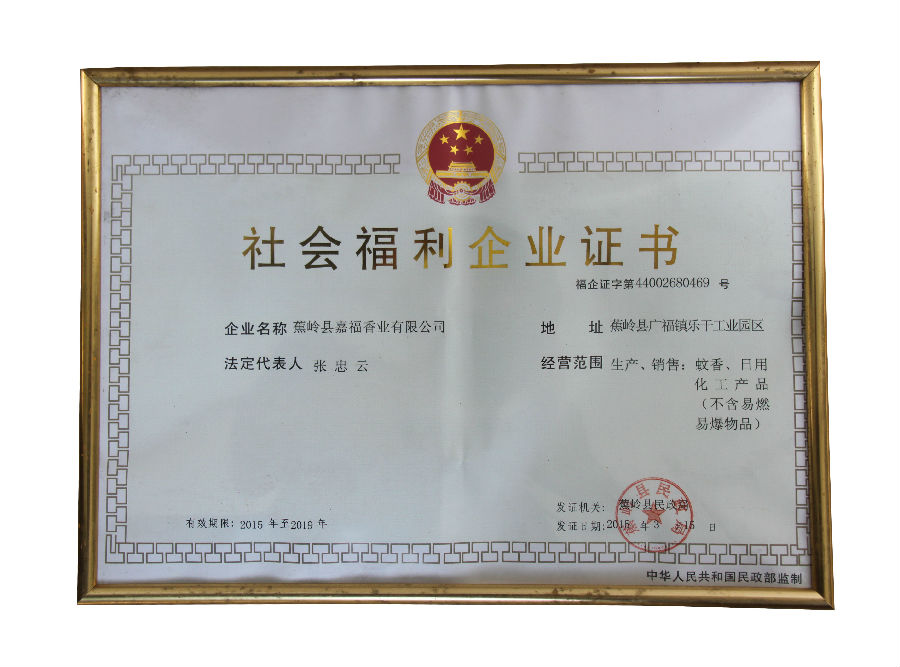 社会福利企业证书
福企证字第44002680469 号
企业名称 蕉岭县嘉福香业有限公司
法定代表人 张忠云
地 址 蕉岭县广福镇乐干工业园区
经营范围 生产、销售：蚊香、日用
化工产品
（不含易燃
易爆物品）
有效期限：2015 年至2019 年
发证机关：蕉岭县民政局
发证日期：2015 年 3 15 日
中华人民共和国民政部监制